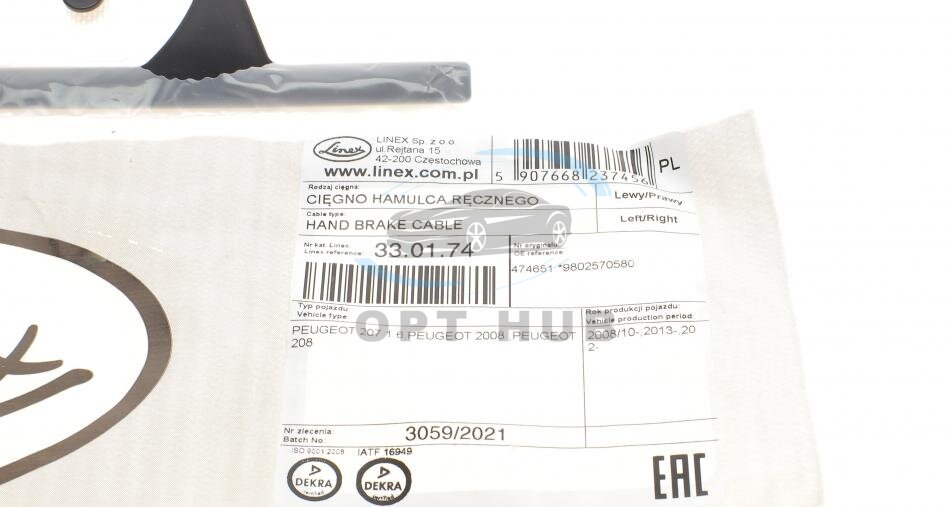 Linex
LINEX Sp. z o o
ul.Rejtana 15
42-200 Częstochowa
www.linex.com.pl
5 907668 237456
PL
Rodzaj cięgna:
CIĘGNO HAMULCA RĘCZNEGO
Lewy/Prawy
Cable type:
HAND BRAKE CABLE
Left/Right
Nr kat. Linex:
Linex reference:
33.01.74
Nr oryginału:
OE reference:
474651 *9802570580
Typ pojazdu
Vehicle type:
Rok produkcji pojazdu:
Vehicle production period:
PEUGEOT 207 1 6 PEUGEOT 2008 PEUGEOT
208
2008/10-,2013-,20
2-
OPT HUB
Nr zlecenia:
Batch No:
3059/2021
ISO 9001:2008
IATF 16949
DEKRA
DEKRA
certified
EAC